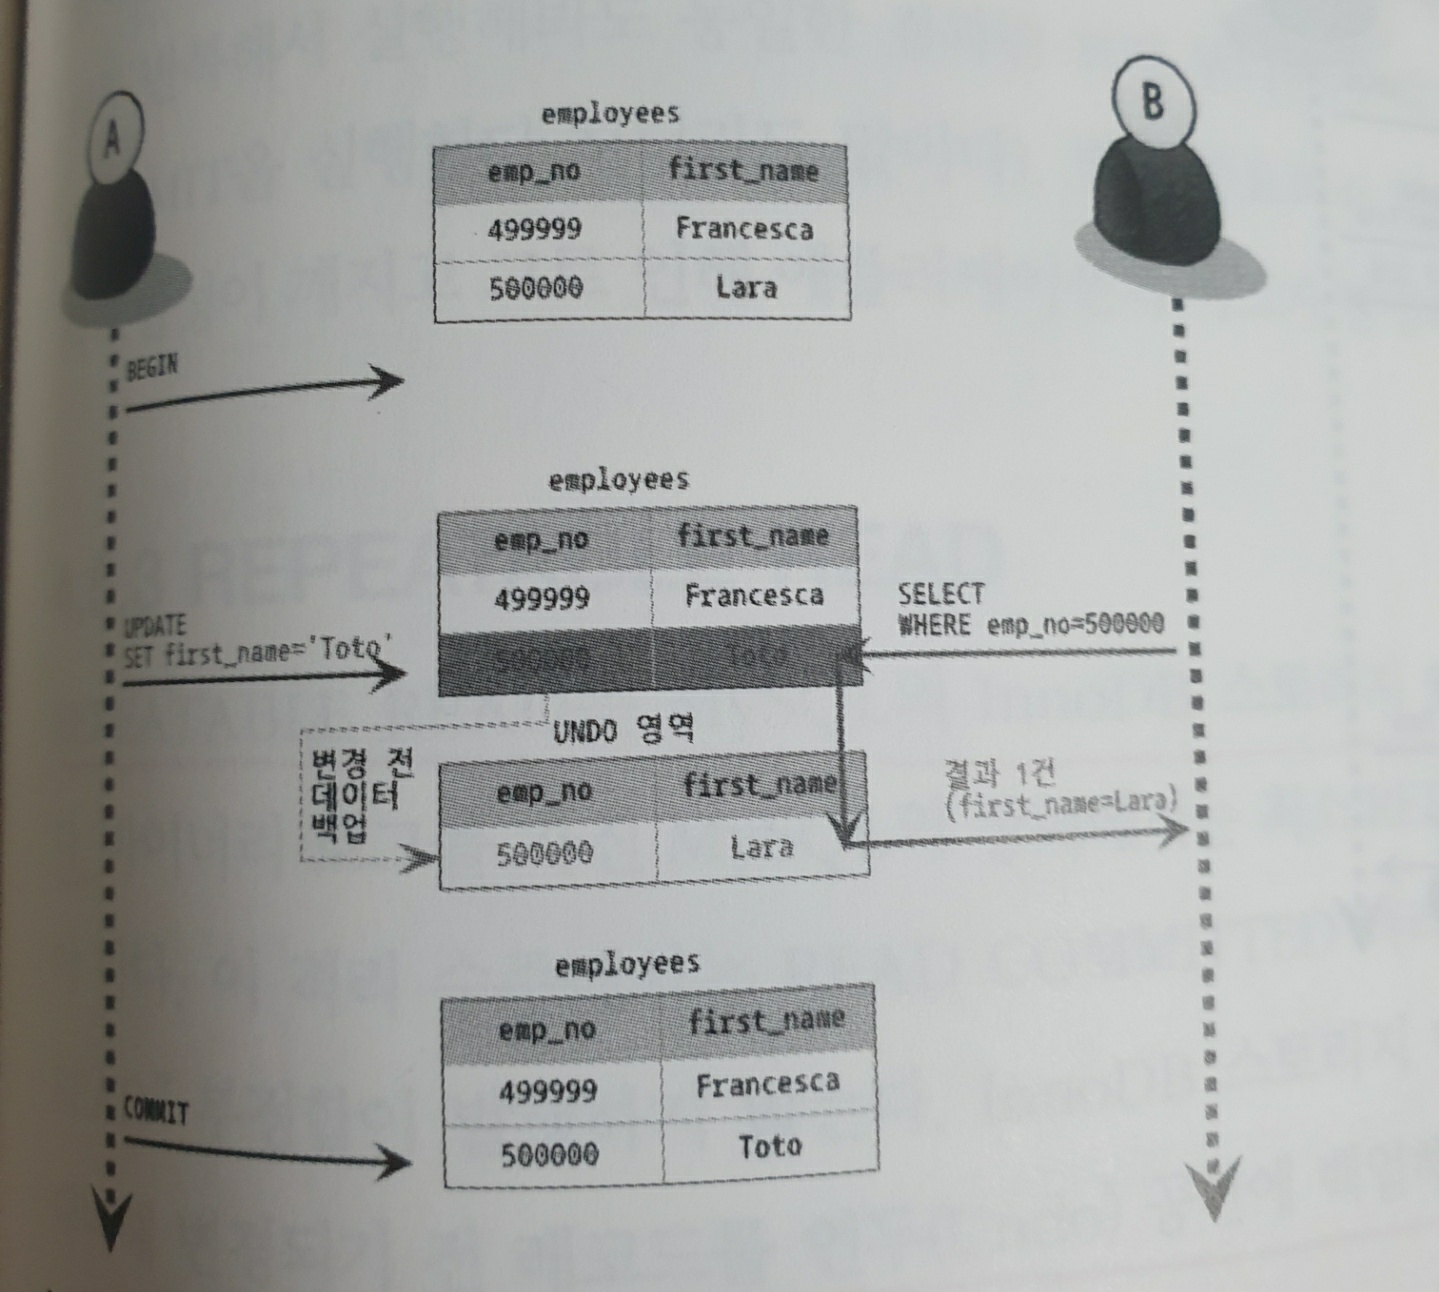 A
B
employees
emp_no first_name
499999 Francesca
500000 Lara
BEGIN
employees
emp_no first_name
499999 Francesca
500000 Toto
UPDATE
SET first_name='Toto'
SELECT
WHERE emp_no=500000
UNDO 영역
변경 전
데이터
백업
emp_no first_name
500000 Lara
결과 1건
(first_name=Lara)
employees
emp_no first_name
499999 Francesca
500000 Toto
COMMIT